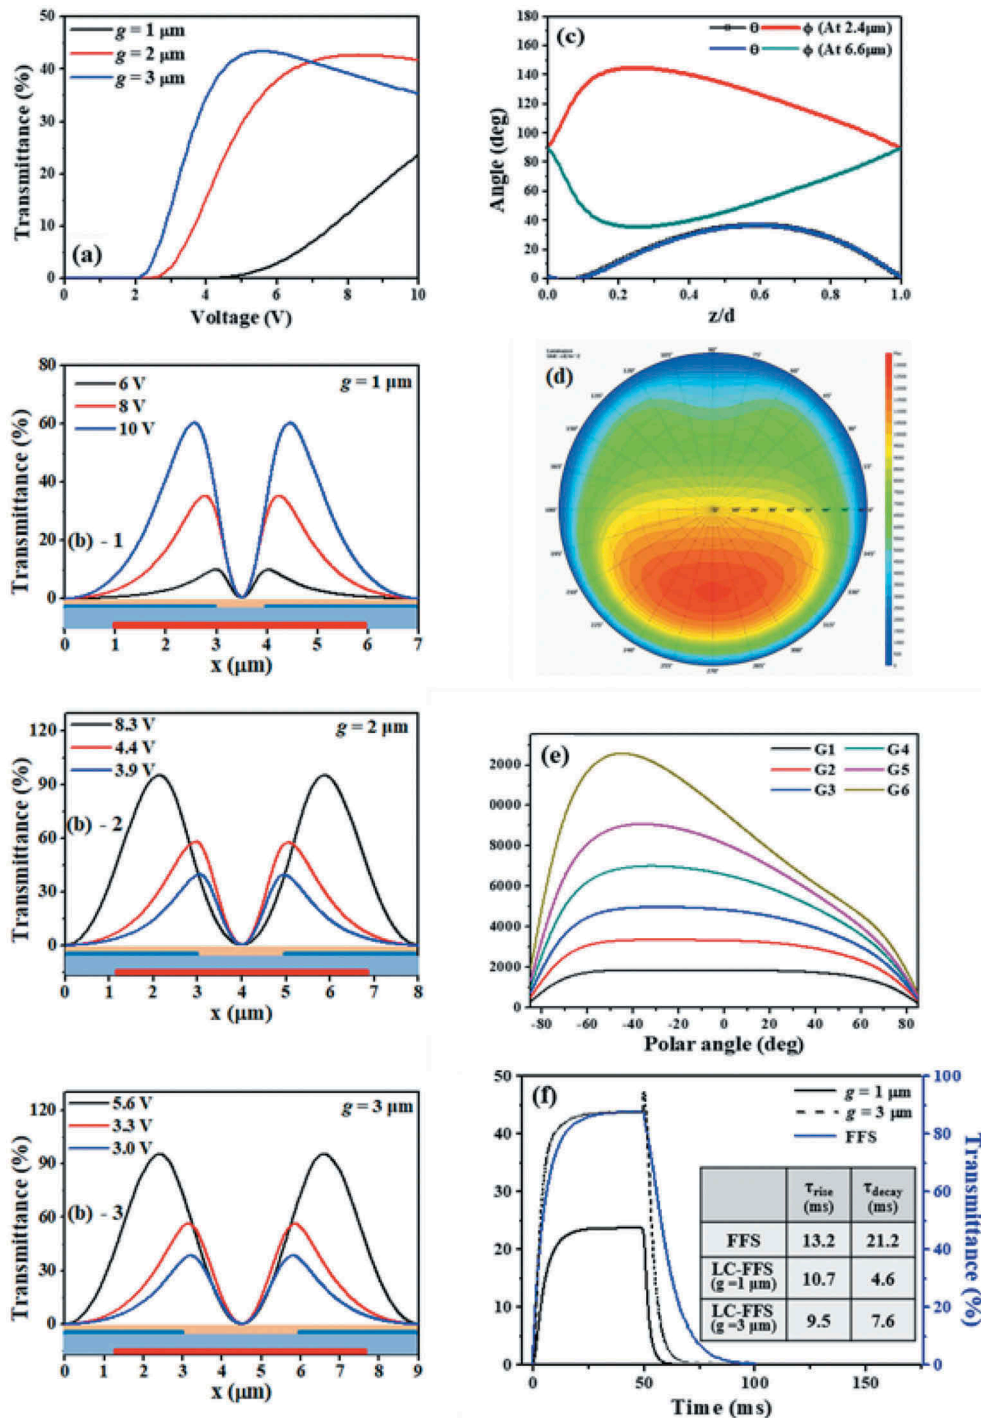 g = 1 μm
g = 2 μm
g = 3 μm
(a)
Transmittance (%)
50
40
30
20
10
0
0 2 4 6 8 10
Voltage (V)
θ ϕ (At 2.4μm)
θ ϕ (At 6.6μm)
(c)
Angle (deg)
180
160
140
120
100
80
60
40
20
0
0.0 0.2 0.4 0.6 0.8 1.0
z/d
6 V
8 V
10 V
g = 1 μm
(b) - 1
Transmittance (%)
80
60
40
20
0
0 1 2 3 4 5 6 7
x (μm)
(d)
8.3 V
4.4 V
3.9 V
g = 2 μm
(b) - 2
Transmittance (%)
120
90
60
30
0
0 1 2 3 4 5 6 7 8
x (μm)
(e)
G1 G4
G2 G5
G3 G6
2000
0000
8000
6000
4000
2000
0
-80 -60 -40 -20 0 20 40 60 80
Polar angle (deg)
5.6 V
3.3 V
3.0 V
g = 3 μm
(b) - 3
Transmittance (%)
120
90
60
30
0
0 1 2 3 4 5 6 7 8 9
x (μm)
(f)
g = 1 μm
g = 3 μm
FFS
50
40
30
20
10
0
100
80
60
40
20
0
Transmittance (%)
τrise (ms) τdecay (ms)
FFS 13.2 21.2
LC-FFS (g =1 μm) 10.7 4.6
LC-FFS (g =3 μm) 9.5 7.6
0 50 100 150
Time (ms)